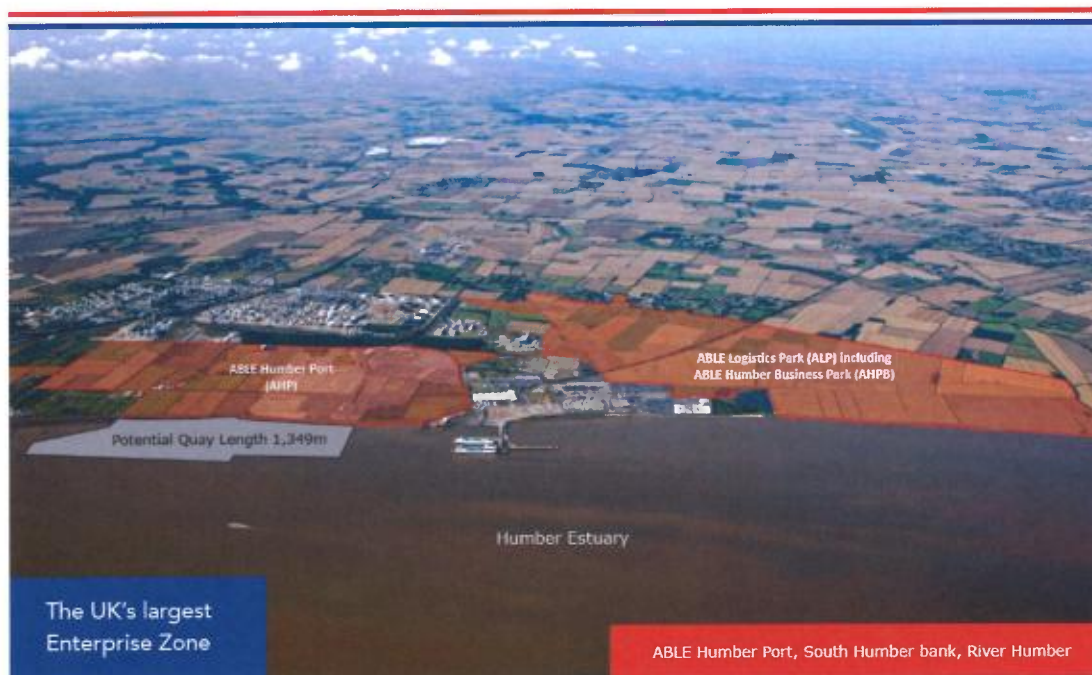 ABLE Humber Port
(AHP)
ABLE Logistics Park (ALP) including
ABLE Humber Business Park (AHPB)
Potential Quay Length 1,349m
Humber Estuary
The UK's largest
Enterprise Zone
ABLE Humber Port, South Humber bank, River Humber